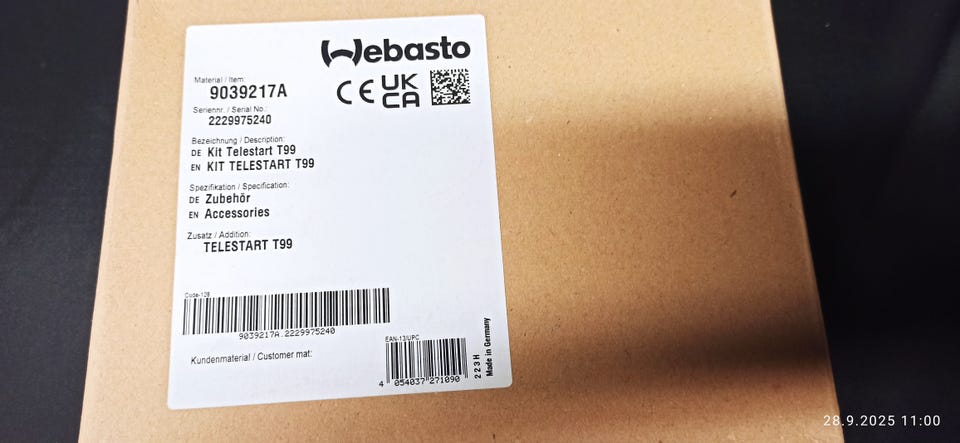 Webasto
Material / Item:
9039217A
CE UK CA
Seriennr. / Serial No.:
2229975240
Bezeichnung / Description:
DE Kit Telestart T99
EN KIT TELESTART T99
Spezifikation / Specification:
DE Zubehör
EN Accessories
Zusatz / Addition:
TELESTART T99
Code-128
9039217A.2229975240
Kundenmaterial / Customer mat:
EAN-13/UPC
4 054037 271090
223H
Made in Germany
28.9.2025 11:00